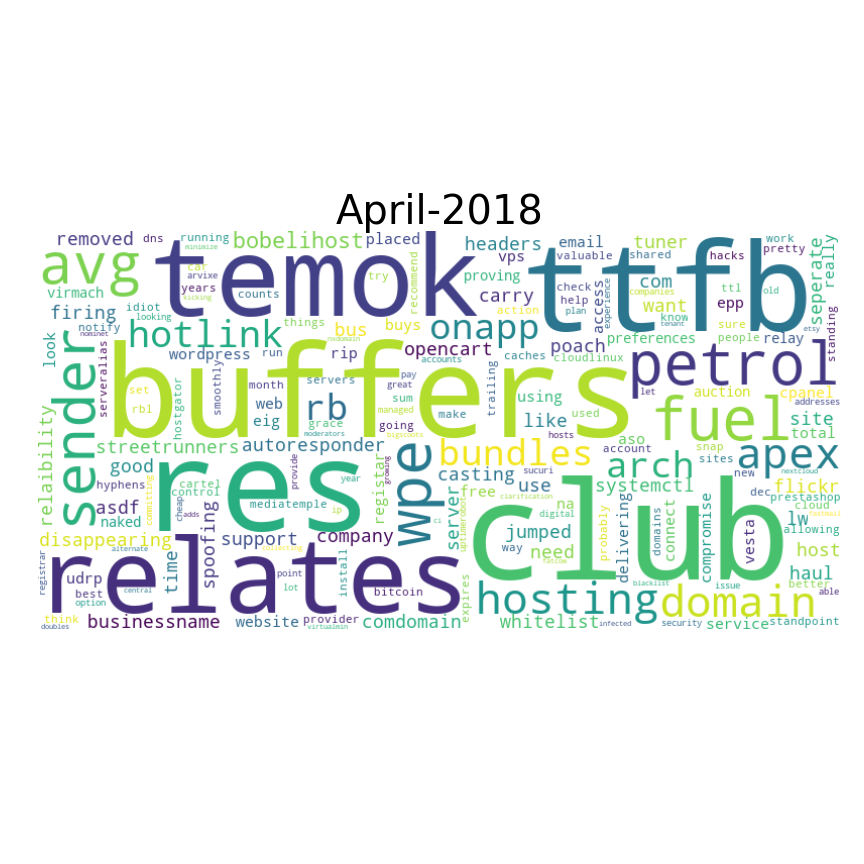 April-2018
removed dns running bobelihost placed headers email tuner work hacks
minimize valuable shared pretty
avg temok ttfb seperate really
car arvixe try recommend vps proving check experience companies com ttl old
virmach years counts carry action help access want epp plan
kicking
firing idiot looking things bus buys onapp etsy sure tenant standing
notify nominet hotlink nxdomain preferences people relay
look sender serveralias wordpress run rip opencart caches poach cloudlinux petrol
buffers accounts
smoothly month servers pay great trailing let cpanel
set web sum managed using used auction addresses
rbl hostgator rb make fuel
eig grace going like site
streetrunners autoresponder moderators bigscoots hosts aso total
relaibility good bundles account snap apex
provide year growing wpe sucuri arch sites new nextcloud
hyphens cartel casting systemctl flickr
committing control cheap res registar free use dec prestashop
asdf adds mediatemple ip clarification na digital club cloud
naked spoofing server uptimerobot ci jumped probably domains connect compromise vesta lw allowing
disappearing support company way need delivering host
alternate collecting fatcow
registrar udrp time relates point install blacklist issue haul better
best central lot bitcoin expires hosting domain able
option
think businessname website provider comdomain whitelist infected security service standpoint
doubles virtualmin fastmail